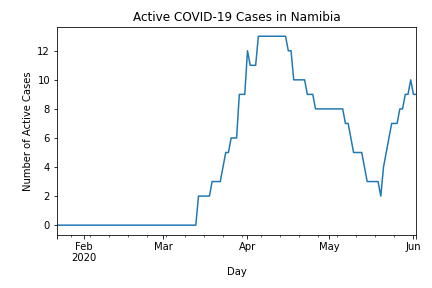 Active COVID-19 Cases in Namibia
Number of Active Cases
12
10
8
6
4
2
0
Feb Mar Apr May Jun
2020
Day